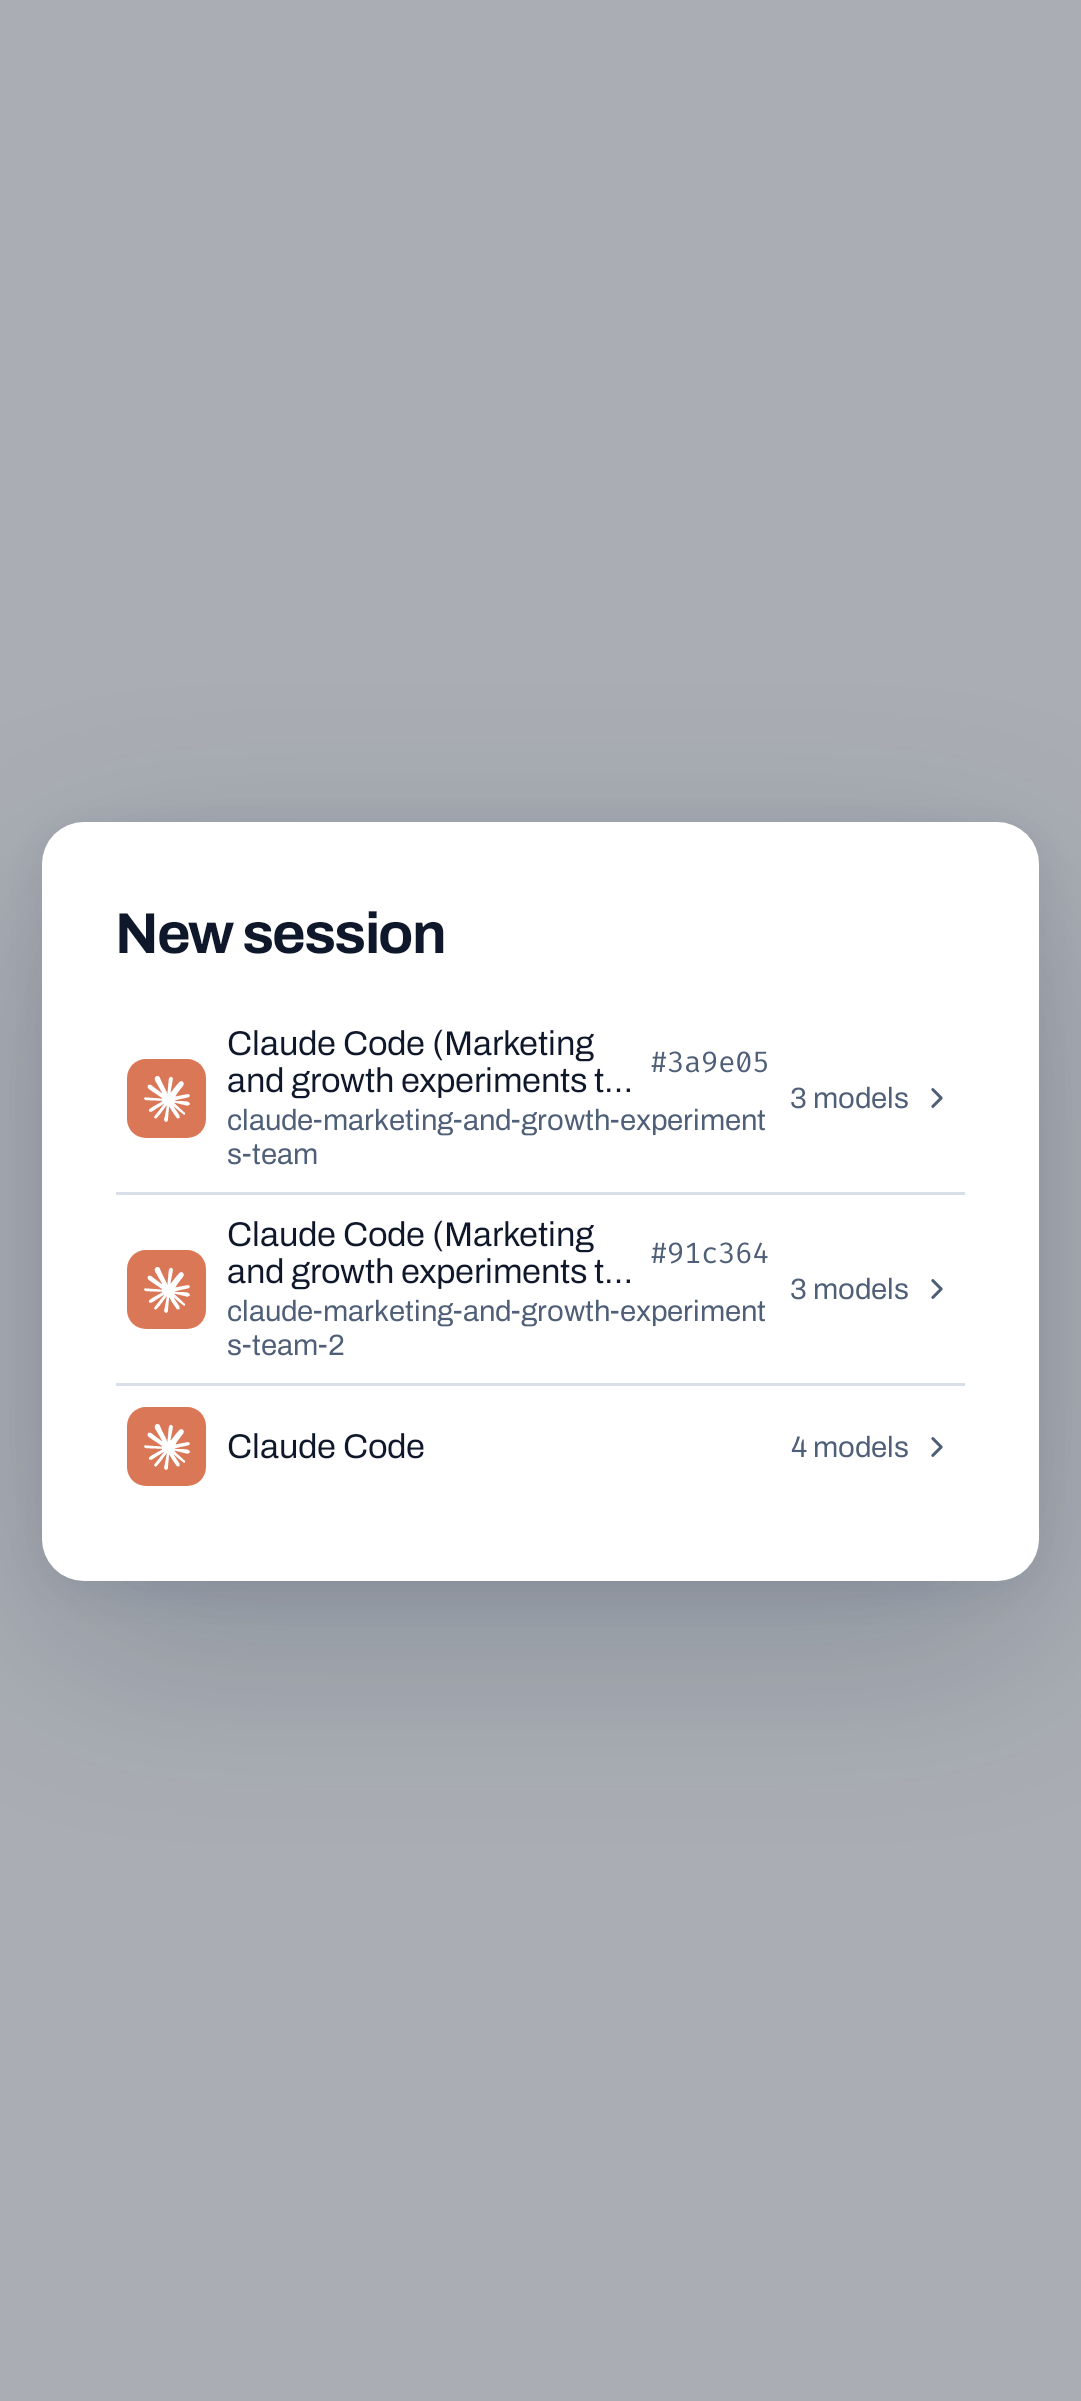 New session
Claude Code (Marketing
and growth experiments t...
#3a9e05
claude-marketing-and-growth-experiment
s-team
3 models
Claude Code (Marketing
and growth experiments t...
#91c364
claude-marketing-and-growth-experiment
s-team-2
3 models
Claude Code
4 models